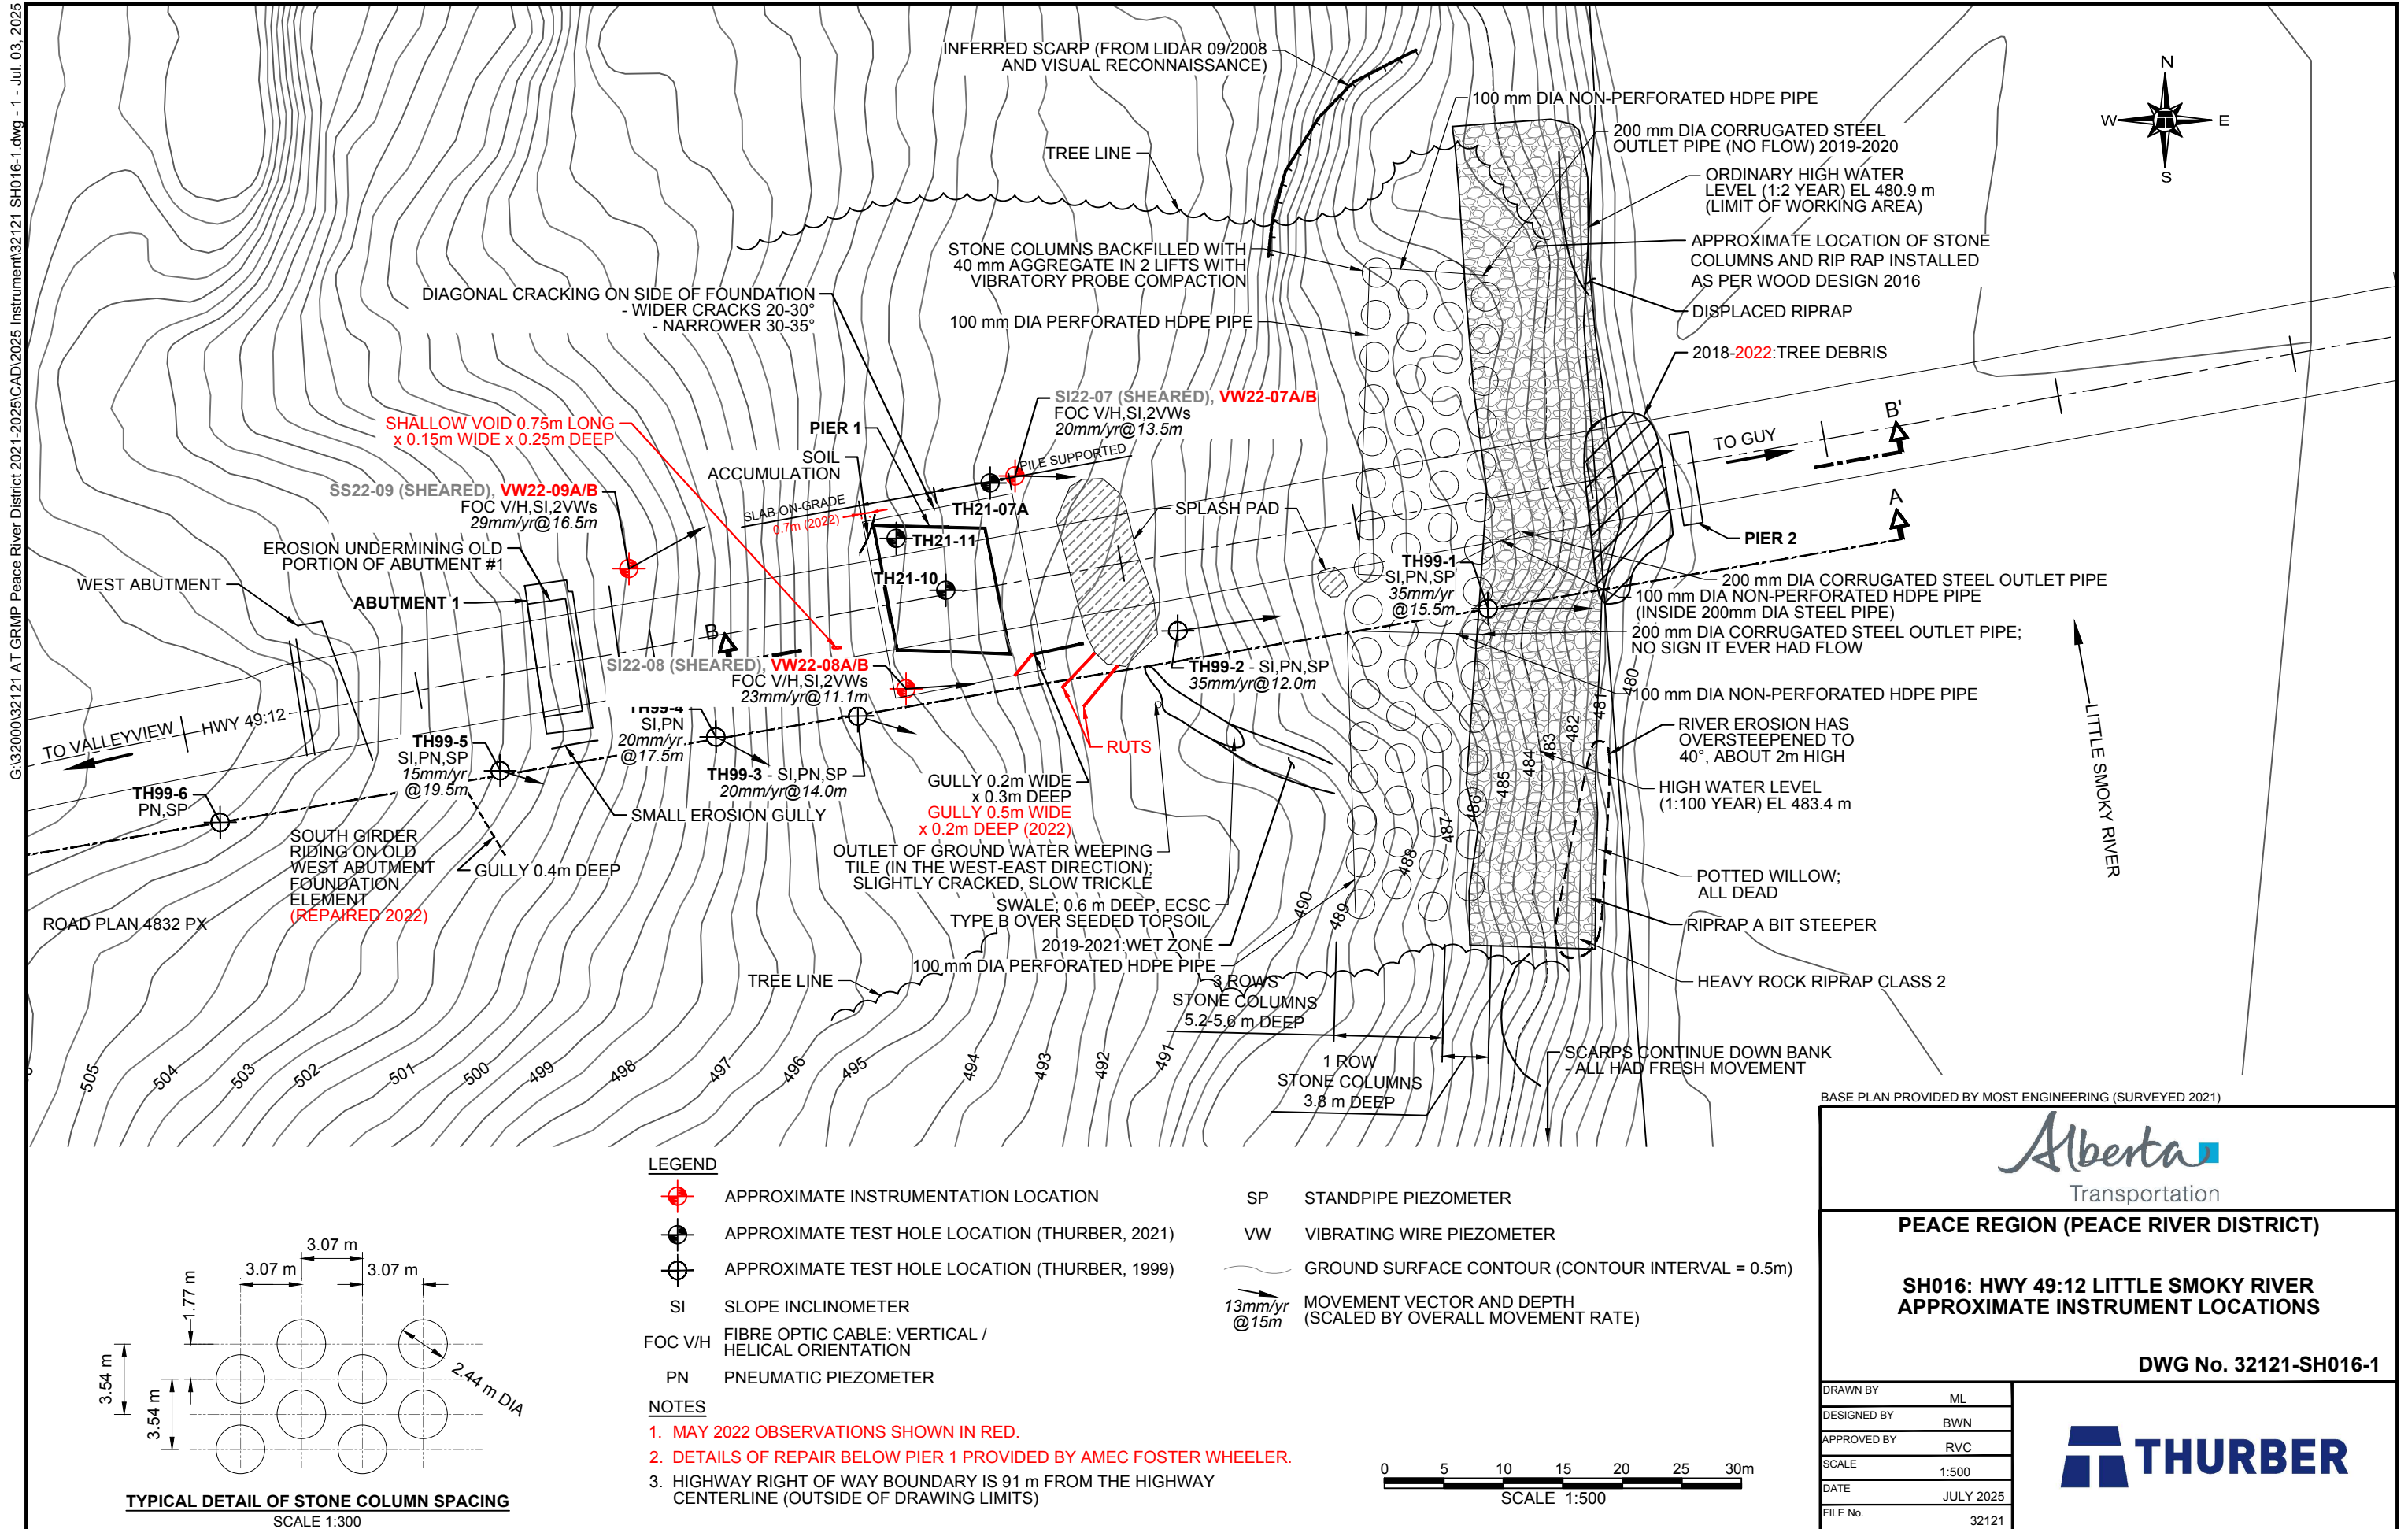 G:\32000\32121 AT GRMP Peace River District 2021-2025\CAD\2025 Instrument\32121 SH016-1.dwg - 1 - Jul. 03, 2025
INFERRED SCARP (FROM LIDAR 09/2008
AND VISUAL RECONNAISSANCE)
TREE LINE
100 mm DIA NON-PERFORATED HDPE PIPE
200 mm DIA CORRUGATED STEEL
OUTLET PIPE (NO FLOW) 2019-2020
ORDINARY HIGH WATER
LEVEL (1:2 YEAR) EL 480.9 m
(LIMIT OF WORKING AREA)
N
W
E
S
STONE COLUMNS BACKFILLED WITH
40 mm AGGREGATE IN 2 LIFTS WITH
VIBRATORY PROBE COMPACTION
APPROXIMATE LOCATION OF STONE
COLUMNS AND RIP RAP INSTALLED
AS PER WOOD DESIGN 2016
DISPLACED RIPRAP
DIAGONAL CRACKING ON SIDE OF FOUNDATION
- WIDER CRACKS 20-30°
- NARROWER 30-35°
100 mm DIA PERFORATED HDPE PIPE
2018-2022:TREE DEBRIS
SI22-07 (SHEARED), VW22-07A/B
FOC V/H,SI,2VWs
20mm/yr@13.5m
SHALLOW VOID 0.75m LONG
x 0.15m WIDE x 0.25m DEEP
PIER 1
SOIL
ACCUMULATION
PILE SUPPORTED
TO GUY
B'
SS22-09 (SHEARED), VW22-09A/B
FOC V/H,SI,2VWs
29mm/yr@16.5m
SLAB-ON-GRADE
0.7m (2022)
TH21-07A
SPLASH PAD
A
TH21-11
PIER 2
EROSION UNDERMINING OLD
PORTION OF ABUTMENT #1
WEST ABUTMENT
ABUTMENT 1
TH21-10
TH99-1
SI,PN,SP
35mm/yr
@15.5m
200 mm DIA CORRUGATED STEEL OUTLET PIPE
100 mm DIA NON-PERFORATED HDPE PIPE
(INSIDE 200mm DIA STEEL PIPE)
200 mm DIA CORRUGATED STEEL OUTLET PIPE;
NO SIGN IT EVER HAD FLOW
B
SI22-08 (SHEARED), VW22-08A/B
FOC V/H,SI,2VWs
23mm/yr@11.1m
TH99-2 - SI,PN,SP
35mm/yr@12.0m
100 mm DIA NON-PERFORATED HDPE PIPE
TO VALLEYVIEW
HWY 49:12
TH99-4
SI,PN
20mm/yr
@17.5m
TH99-5
SI,PN,SP
15mm/yr
@19.5m
TH99-3 - SI,PN,SP
20mm/yr@14.0m
RUTS
RIVER EROSION HAS
OVERSTEEPENED TO
40°, ABOUT 2m HIGH
LITTLE SMOKY RIVER
TH99-6
PN,SP
SMALL EROSION GULLY
GULLY 0.2m WIDE
x 0.3m DEEP
GULLY 0.5m WIDE
x 0.2m DEEP (2022)
HIGH WATER LEVEL
(1:100 YEAR) EL 483.4 m
SOUTH GIRDER
RIDING ON OLD
WEST ABUTMENT
FOUNDATION
ELEMENT
(REPAIRED 2022)
GULLY 0.4m DEEP
OUTLET OF GROUND WATER WEEPING
TILE (IN THE WEST-EAST DIRECTION);
SLIGHTLY CRACKED, SLOW TRICKLE
POTTED WILLOW;
ALL DEAD
ROAD PLAN 4832 PX
SWALE; 0.6 m DEEP, ECSC
TYPE B OVER SEEDED TOPSOIL
RIPRAP A BIT STEEPER
2019-2021:WET ZONE
100 mm DIA PERFORATED HDPE PIPE
TREE LINE
HEAVY ROCK RIPRAP CLASS 2
3 ROWS
STONE COLUMNS
5.2-5.6 m DEEP
1 ROW
STONE COLUMNS
3.8 m DEEP
SCARPS CONTINUE DOWN BANK
- ALL HAD FRESH MOVEMENT
505
504
503
502
501
500
499
498
497
496
495
494
493
492
491
490
489
488
487
486
485
484
483
482
481
480
BASE PLAN PROVIDED BY MOST ENGINEERING (SURVEYED 2021)
LEGEND
APPROXIMATE INSTRUMENTATION LOCATION
APPROXIMATE TEST HOLE LOCATION (THURBER, 2021)
APPROXIMATE TEST HOLE LOCATION (THURBER, 1999)
SI SLOPE INCLINOMETER
FOC V/H FIBRE OPTIC CABLE: VERTICAL /
HELICAL ORIENTATION
PN PNEUMATIC PIEZOMETER
SP STANDPIPE PIEZOMETER
VW VIBRATING WIRE PIEZOMETER
GROUND SURFACE CONTOUR (CONTOUR INTERVAL = 0.5m)
13mm/yr
@15m
MOVEMENT VECTOR AND DEPTH
(SCALED BY OVERALL MOVEMENT RATE)
NOTES
1. MAY 2022 OBSERVATIONS SHOWN IN RED.
2. DETAILS OF REPAIR BELOW PIER 1 PROVIDED BY AMEC FOSTER WHEELER.
3. HIGHWAY RIGHT OF WAY BOUNDARY IS 91 m FROM THE HIGHWAY
CENTERLINE (OUTSIDE OF DRAWING LIMITS)
3.07 m
3.07 m
3.07 m
1.77 m
3.54 m
3.54 m
2.44 m DIA
TYPICAL DETAIL OF STONE COLUMN SPACING
SCALE 1:300
0 5 10 15 20 25 30m
SCALE 1:500
Alberta
Transportation
PEACE REGION (PEACE RIVER DISTRICT)
SH016: HWY 49:12 LITTLE SMOKY RIVER
APPROXIMATE INSTRUMENT LOCATIONS
DWG No. 32121-SH016-1
DRAWN BY ML
DESIGNED BY BWN
APPROVED BY RVC
SCALE 1:500
DATE JULY 2025
FILE No. 32121
THURBER